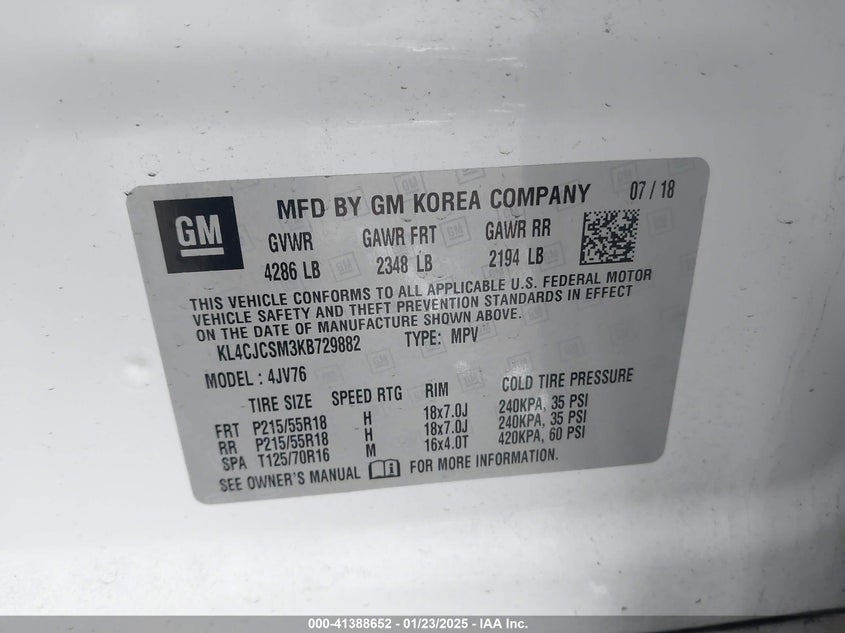 GM
MFD BY GM KOREA COMPANY 07 / 18
GVWR GAWR FRT GAWR RR
4286 LB 2348 LB 2194 LB
THIS VEHICLE CONFORMS TO ALL APPLICABLE U.S. FEDERAL MOTOR
VEHICLE SAFETY AND THEFT PREVENTION STANDARDS IN EFFECT
ON THE DATE OF MANUFACTURE SHOWN ABOVE.
KL4CJCSM3KB729882 TYPE: MPV
MODEL : 4JV76
TIRE SIZE SPEED RTG RIM COLD TIRE PRESSURE
FRT P215/55R18 H 18x7.0J 240KPA, 35 PSI
RR P215/55R18 H 18x7.0J 240KPA, 35 PSI
SPA T125/70R16 M 16x4.0T 420KPA, 60 PSI
SEE OWNER'S MANUAL FOR MORE INFORMATION.
000-41388652 - 01/23/2025 - IAA Inc.